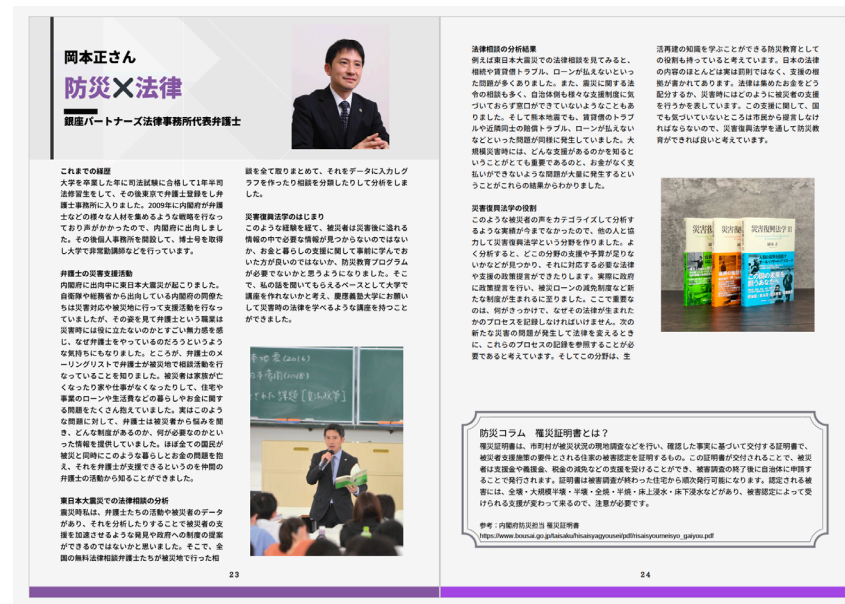 岡本正さん
防災×法律
銀座パートナーズ法律事務所代表弁護士
これまでの経歴
大学を卒業した年に司法試験に合格して1年半司
法修習生をして、その後東京で弁護士登録をし弁
護士事務所に入りました。2009年に内閣府が弁護
士などの様々な人材を集めるような戦略を行なっ
ており声がかかったので、内閣府に出向しまし
た。その後個人事務所を開設して、博士号を取得
し大学で非常勤講師などを行っています。
弁護士の災害支援活動
内閣府に出向中に東日本大震災が起こりました。
自衛隊や総務省から出向している内閣府の同僚た
ちは災害対応や被災地に行って支援活動を行なっ
ていましたが、その姿を見て弁護士という職業は
災害時には役に立たないのかとすごい無力感を感
じ、なぜ弁護士をやっているのだろうというよう
な気持ちにもなりました。ところが、弁護士のメ
ーリングリストで弁護士が被災地で相談活動を行
なっていることを知りました。被災者は家族が亡
くなったり家や仕事がなくなったりして、住宅や
事業のローンや生活費などの暮らしやお金に関す
る問題をたくさん抱えていました。実はこのよう
な問題に対して、弁護士は被災者から悩みを聞
き、どんな制度があるのか、何が必要なのかとい
った情報を提供していました。ほぼ全ての国民が
被災と同時にこのような暮らしとお金の問題を抱
え、それを弁護士が支援できるというのを仲間の
弁護士の活動から知ることができました。
東日本大震災での法律相談の分析
震災時私は、弁護士たちの活動や被災者のデータ
があり、それを分析したりすることで被災者の支
援を加速させるような発見や政府への制度の提案
ができるのではないかと思いました。そこで、全
国の無料法律相談弁護士たちが被災地で行った相
談を全て取りまとめて、それをデータに入力しグ
ラフを作ったり相談を分類したりして分析をしま
した。
災害復興法学のはじまり
このような経験を経て、被災者は災害後に溢れる
情報の中で必要な情報が見つからないのではない
か、お金と暮らしの支援に関して事前に学んでお
いた方が良いのではないか、防災教育プログラム
が必要でないかと思うようになりました。そこ
で、私の話を聞いてもらえるベースとして大学で
講座を作れないかと考え、慶應義塾大学にお願い
して災害時の法律を学べるような講座を持つこと
ができました。
23
法律相談の分析結果
例えば東日本大震災での法律相談を見てみると、
相続や賃貸借トラブル、ローンが払えないといっ
た問題が多くありました。また、震災に関する法
令の相談も多く、自治体側も様々な支援制度に気
づいておらず窓口ができていないようなこともあ
りました。そして熊本地震でも、賃貸借のトラブ
ルや近隣同士の賠償トラブル、ローンが払えない
などといった問題が同様に発生していました。大
規模災害時には、どんな支援があるのかを知ると
いうことがとても重要であるのと、お金がなく支
払いができないような問題が大量に発生するとい
うことがこれらの結果からわかりました。
災害復興法学の役割
このような被災者の声をカテゴライズして分析す
るような実績が今までなかったので、他の人と協
力して災害復興法学という分野を作りました。よ
く分析すると、どこの分野の支援や予算が足りな
いかなどが見つかり、それに対応する必要な法律
や支援の政策提言ができたりします。実際に政府
に政策提言を行い、被災ローンの減免制度など新
たな制度が生まれるに至りました。ここで重要な
のは、何がきっかけで、なぜその法律が生まれた
かのプロセスを記録しなければいけません。次の
新たな災害の問題が発生して法律を変えるとき
に、これらのプロセスの記録を参照することが必
要であると考えています。そしてこの分野は、生
活再建の知識を学ぶことができる防災教育として
の役割も持っていると考えています。日本の法律
の内容のほとんどは実は罰則ではなく、支援の根
拠が書かれてあります。法律は集めたお金をどう
配分するか、災害時にはどのように被災者の支援
を行うかを表しています。この支援に関して、国
でも気づいていないところは市民から提言しなけ
ればならないので、災害復興法学を通して防災教
育ができれば良いと考えています。
災害復興法学
災害復興法学II
防災コラム 罹災証明書とは？
罹災証明書は、市町村が被災状況の現地調査などを行い、確認した事実に基づいて交付する証明書で、
被災者支援施策の要件とされる住家の被害認定を証明するもの。この証明書が交付されることで、被災
者は支援金や義援金、税金の減免などの支援を受けることができ、被害調査の終了後に自治体に申請す
ることで発行されます。証明書は被害調査が終わった住宅から順次発行可能になります。認定される被
害には、全壊・大規模半壊・半壊・全焼・半焼・床上浸水・床下浸水などがあり、被害認定によって受
けられる支援が変わって来るので、注意が必要です。
参考：内閣府防災担当 罹災証明書
https://www.bousai.go.jp/taisaku/hisaisyagyousei/pdf/risaisyoumeisyo_gaiyou.pdf
24